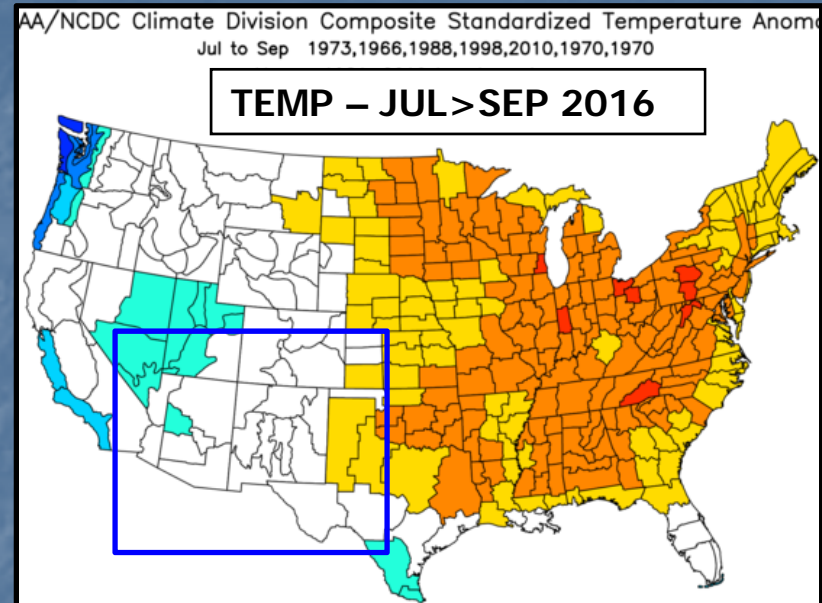 AA/NCDC Climate Division Composite Standardized Temperature Anom
Jul to Sep 1973,1966,1988,1998,2010,1970,1970
TEMP – JUL>SEP 2016